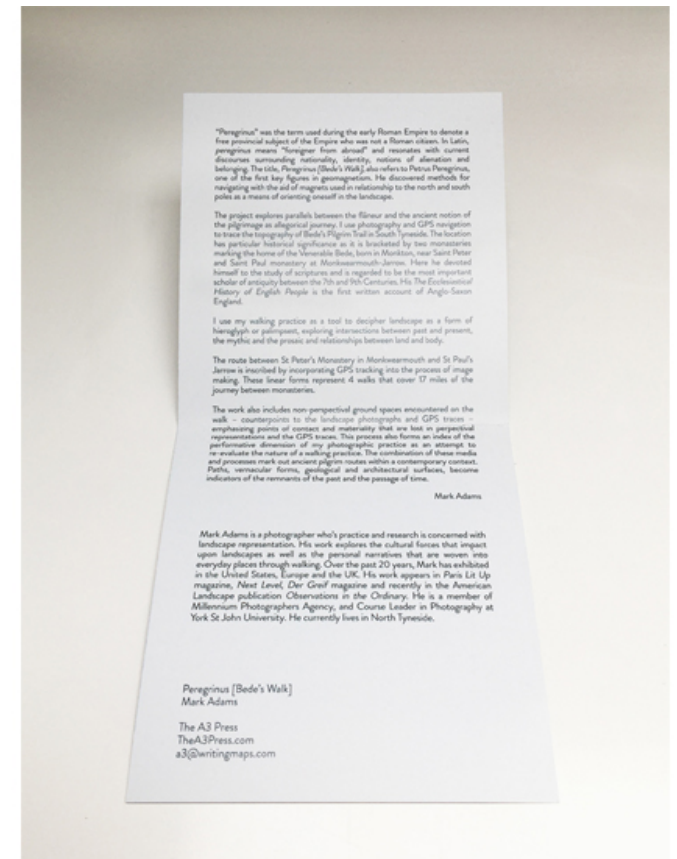 "Peregrinus" was the term used during the early Roman Empire to denote a
free provincial subject of the Empire who was not a Roman citizen. In Latin,
peregrinus means "foreigner from abroad" and resonates with current
discourses surrounding nationality, identity, notions of alienation and
belonging. The title, Peregrinus [Bede's Walk], also refers to Petrus Peregrinus,
one of the first key figures in geomagnetism. He discovered methods for
navigating with the aid of magnets used in relationship to the north and south
poles as a means of orienting oneself in the landscape.
The project explores parallels between the flâneur and the ancient notion of
the pilgrimage as allegorical journey. I use photography and GPS navigation
to trace the topography of Bede's Pilgrim Trail in South Tyneside. The location
has particular historical significance as it is bracketed by two monasteries
marking the home of the Venerable Bede, born in Monkton, near Saint Peter
and Saint Paul monastery at Monkwearmouth-Jarrow. Here he devoted
himself to the study of scriptures and is regarded to be the most important
scholar of antiquity between the 7th and 9th Centuries. His The Ecclesiastical
History of English People is the first written account of Anglo-Saxon
England.
I use my walking practice as a tool to decipher landscape as a form of
hieroglyph or palimpsest, exploring intersections between past and present,
the mythic and the prosaic and relationships between land and body.
The route between St Peter's Monastery in Monkwearmouth and St Paul's
Jarrow is inscribed by incorporating GPS tracking into the process of image
making. These linear forms represent 4 walks that cover 17 miles of the
journey between monasteries.
The work also includes non-perspectival ground spaces encountered on the
walk – counterpoints to the landscape photographs and GPS traces –
emphasizing points of contact and materiality that are lost in perpectival
representations and the GPS traces. This process also forms an index of the
performative dimension of my photographic practice as an attempt to
re-evaluate the nature of a walking practice. The combination of these media
and processes mark out ancient pilgrim routes within a contemporary context.
Paths, vernacular forms, geological and architectural surfaces, become
indicators of the remnants of the past and the passage of time.
Mark Adams
Mark Adams is a photographer who's practice and research is concerned with
landscape representation. His work explores the cultural forces that impact
upon landscapes as well as the personal narratives that are woven into
everyday places through walking. Over the past 20 years, Mark has exhibited
in the United States, Europe and the UK. His work appears in Paris Lit Up
magazine, Next Level, Der Greif magazine and recently in the American
Landscape publication Observations in the Ordinary. He is a member of
Millennium Photographers Agency, and Course Leader in Photography at
York St John University. He currently lives in North Tyneside.
Peregrinus [Bede's Walk]
Mark Adams
The A3 Press
TheA3Press.com
a3@writingmaps.com